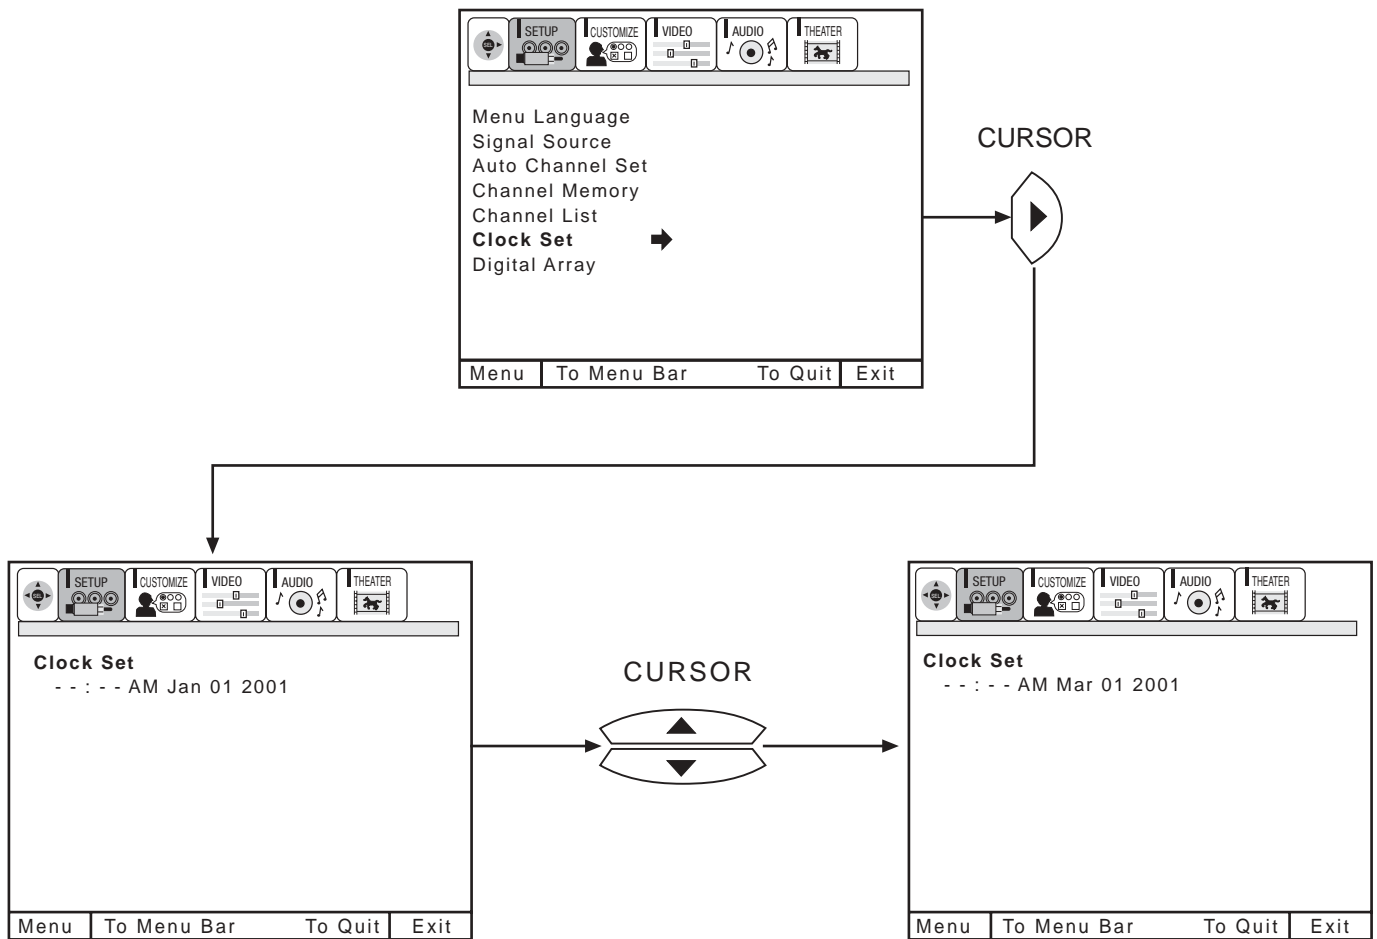 SEL SETUP CUSTOMIZE VIDEO AUDIO THEATER
Menu Language
Signal Source
Auto Channel Set
Channel Memory
Channel List
Clock Set
Digital Array
Menu To Menu Bar To Quit Exit
CURSOR
SEL SETUP CUSTOMIZE VIDEO AUDIO THEATER
Clock Set
- - : - - AM Jan 01 2001
Menu To Menu Bar To Quit Exit
CURSOR
SEL SETUP CUSTOMIZE VIDEO AUDIO THEATER
Clock Set
- - : - - AM Mar 01 2001
Menu To Menu Bar To Quit Exit